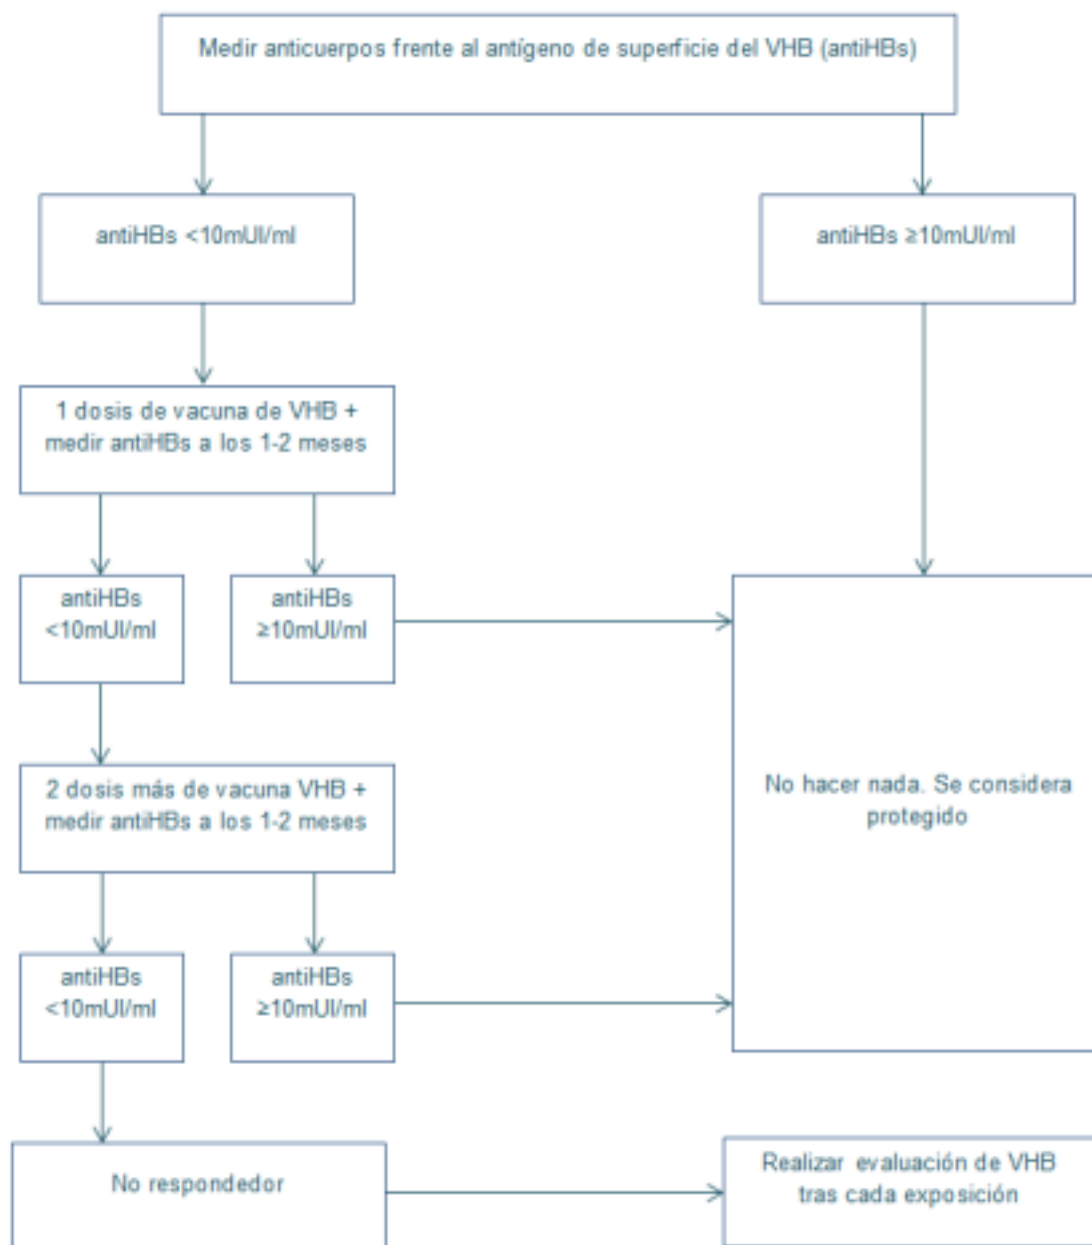 Medir anticuerpos frente al antígeno de superficie del VHB (antiHBs)
antiHBs <10mUI/ml
antiHBs ≥10mUI/ml
1 dosis de vacuna de VHB +
medir antiHBs a los 1-2 meses
antiHBs
<10mUI/ml
antiHBs
≥10mUI/ml
2 dosis más de vacuna VHB +
medir antiHBs a los 1-2 meses
No hacer nada. Se considera
protegido
antiHBs
<10mUI/ml
antiHBs
≥10mUI/ml
No respondedor
Realizar evaluación de VHB
tras cada exposición